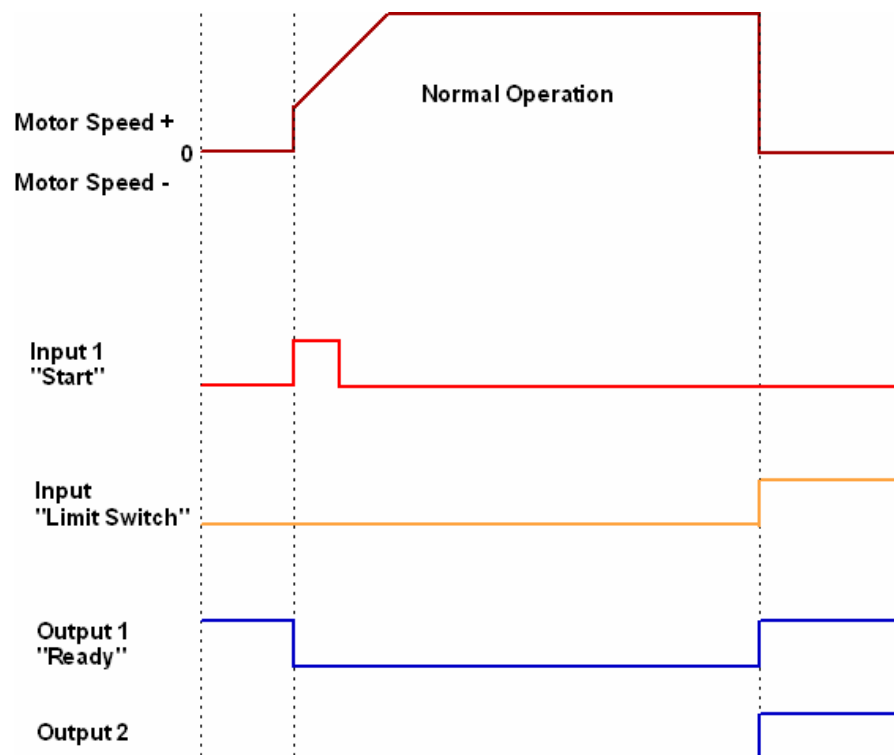 Normal Operation
Motor Speed +
0
Motor Speed -
Input 1
"Start"
Input
"Limit Switch"
Output 1
"Ready"
Output 2